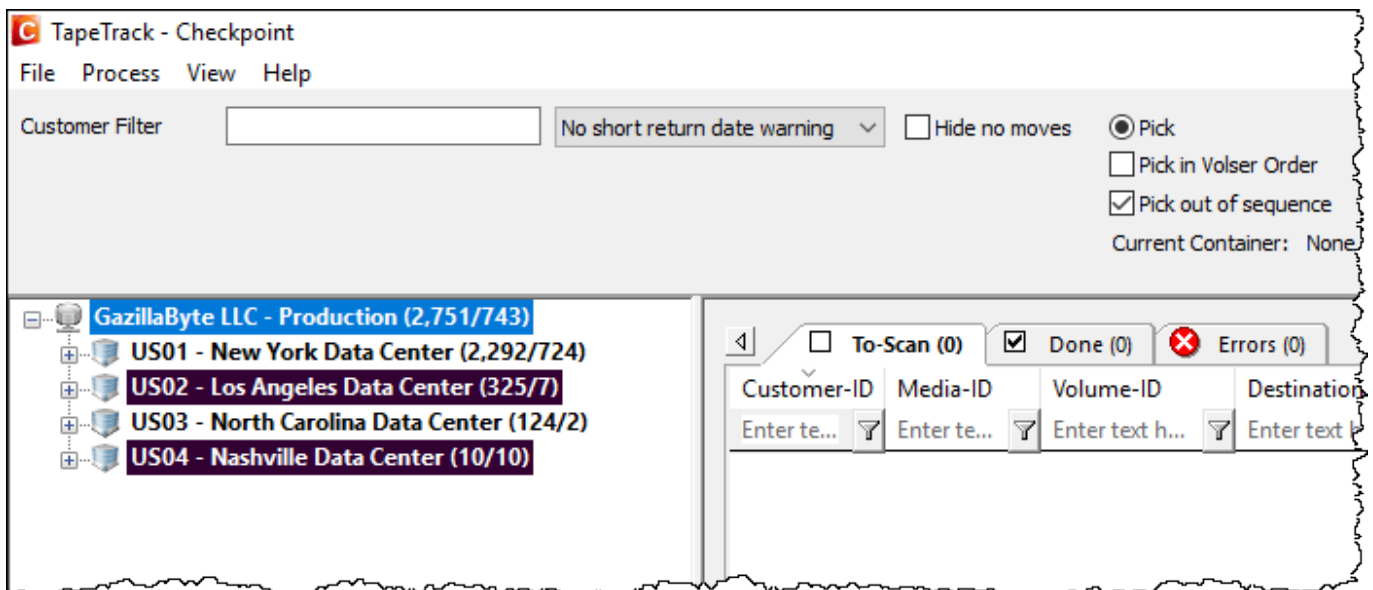 TapeTrack - Checkpoint
File Process View Help
Customer Filter No short return date warning Hide no moves Pick
Pick in Volser Order
Pick out of sequence
Current Container: None
GazillaByte LLC - Production (2,751/743)
US01 - New York Data Center (2,292/724)
US02 - Los Angeles Data Center (325/7)
US03 - North Carolina Data Center (124/2)
US04 - Nashville Data Center (10/10)
To-Scan (0) Done (0) Errors (0)
Customer-ID Media-ID Volume-ID Destination
Enter te... Enter te... Enter text h... Enter text